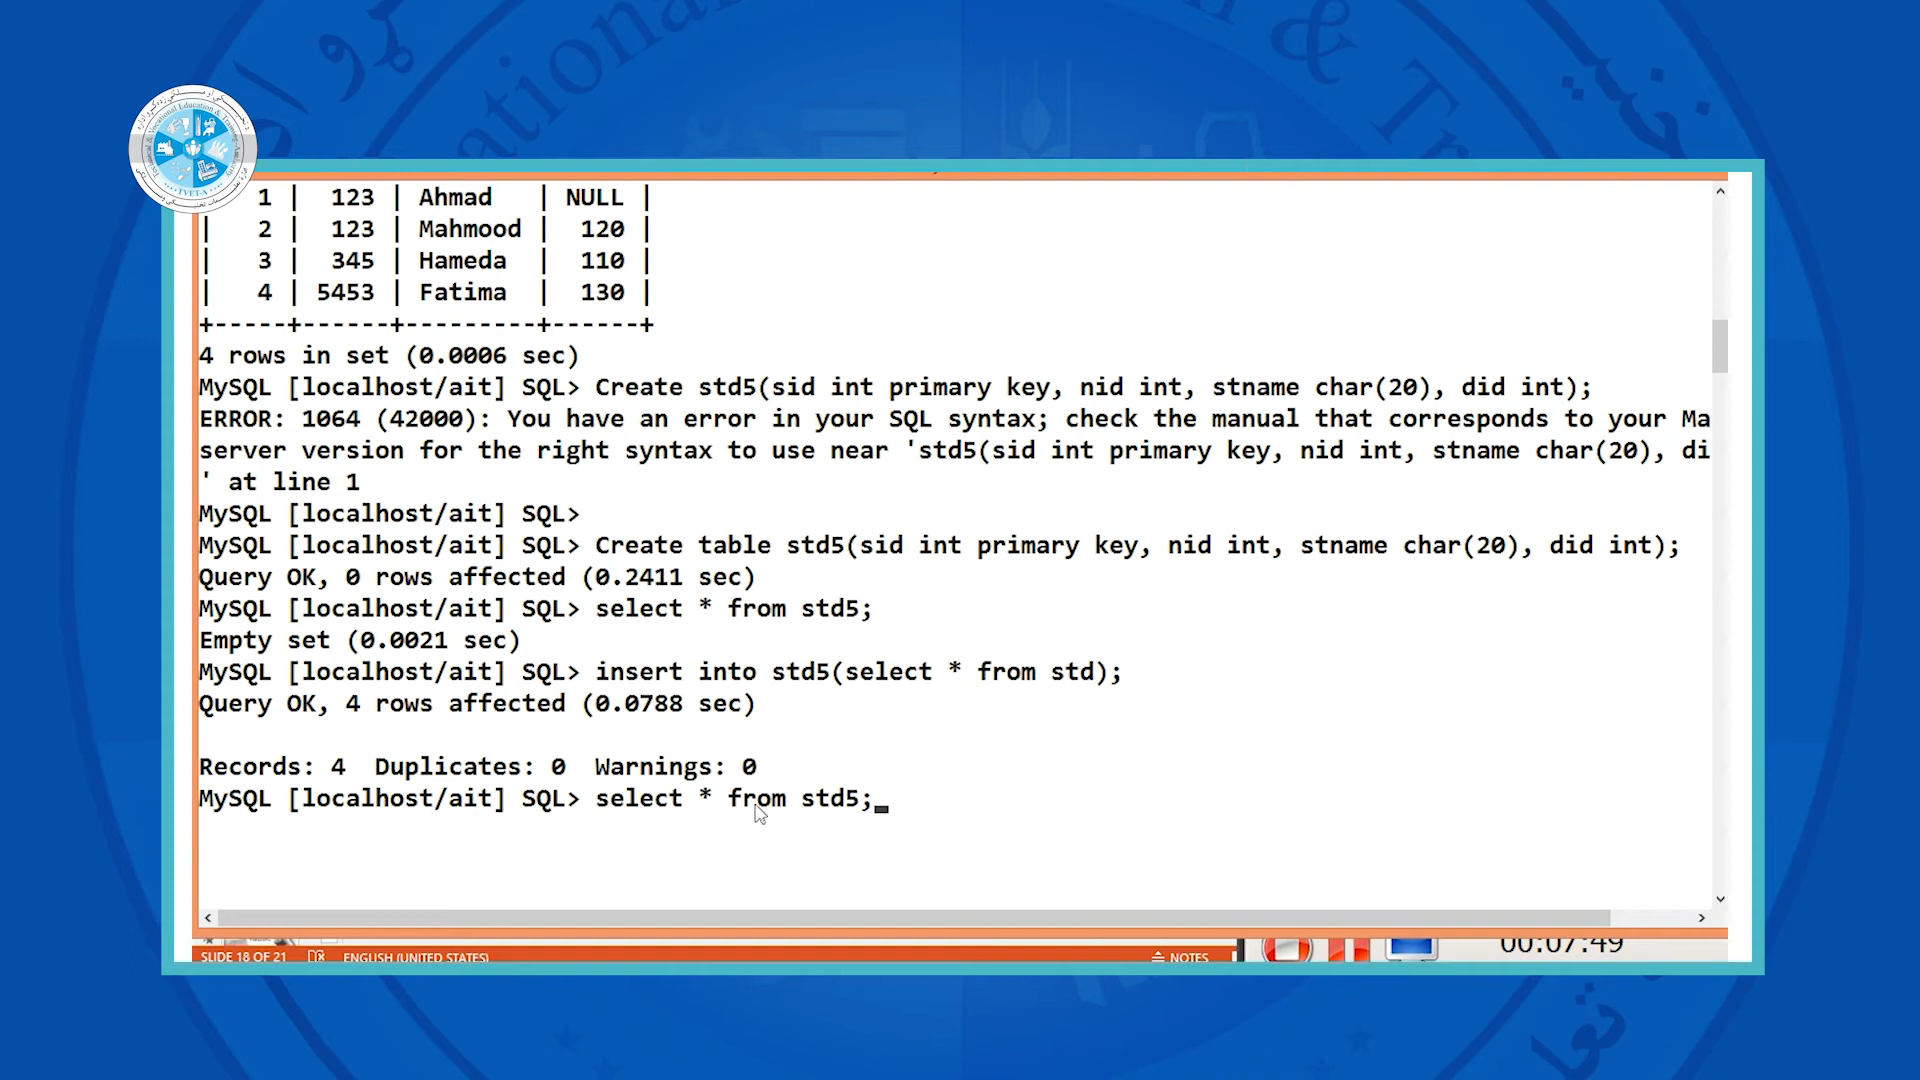 1 | 123 | Ahmad | NULL |
| 2 | 123 | Mahmood | 120 |
| 3 | 345 | Hameda | 110 |
| 4 | 5453 | Fatima | 130 |
+-----+------+---------+------+
4 rows in set (0.0006 sec)
MySQL [localhost/ait] SQL> Create std5(sid int primary key, nid int, stname char(20), did int);
ERROR: 1064 (42000): You have an error in your SQL syntax; check the manual that corresponds to your Ma
server version for the right syntax to use near 'std5(sid int primary key, nid int, stname char(20), di
' at line 1
MySQL [localhost/ait] SQL>
MySQL [localhost/ait] SQL> Create table std5(sid int primary key, nid int, stname char(20), did int);
Query OK, 0 rows affected (0.2411 sec)
MySQL [localhost/ait] SQL> select * from std5;
Empty set (0.0021 sec)
MySQL [localhost/ait] SQL> insert into std5(select * from std);
Query OK, 4 rows affected (0.0788 sec)
Records: 4 Duplicates: 0 Warnings: 0
MySQL [localhost/ait] SQL> select * from std5;
SLIDE 18 OF 21 ENGLISH (UNITED STATES) NOTES
00:07:49
TVET-A